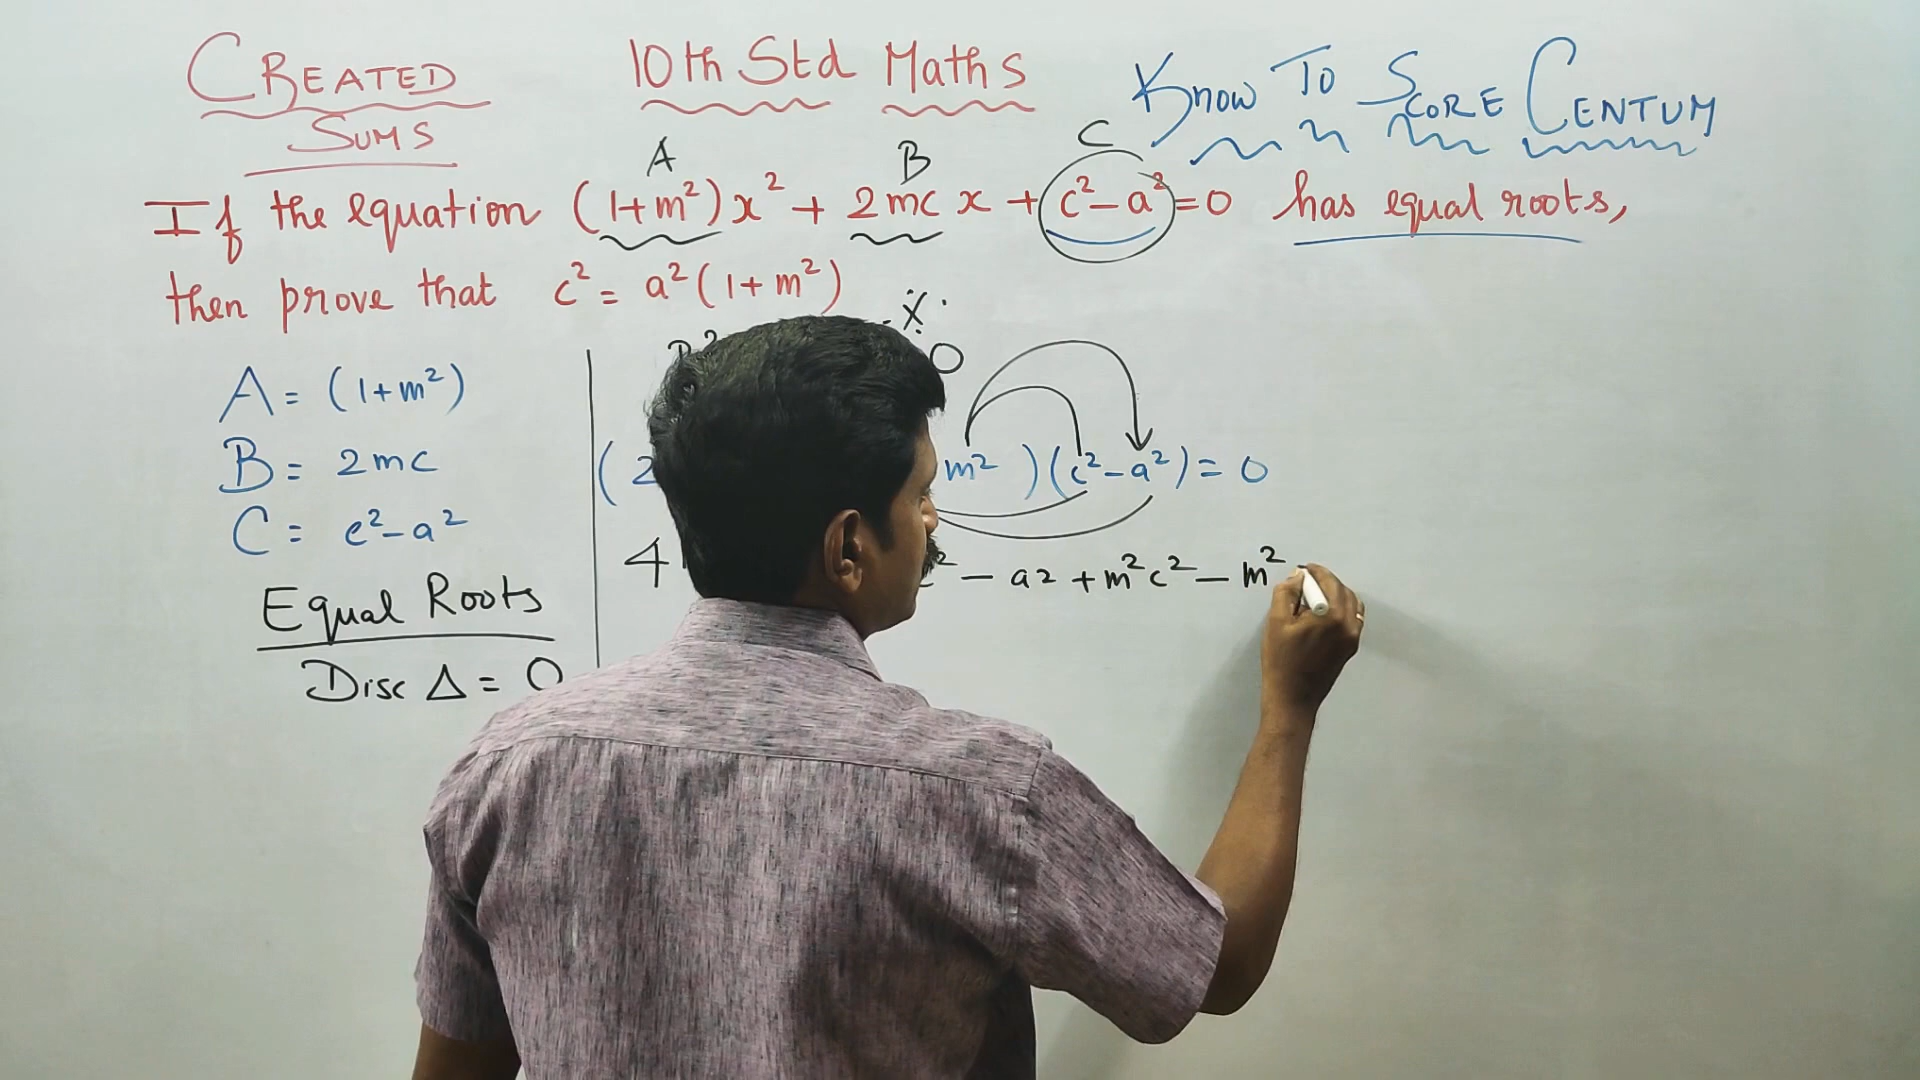 CREATED SUMS
10th Std Maths
Know To Score Centum
A B C
If the equation (1+m²)x² + 2mc x + c²-a² = 0 has equal roots,
then prove that c² = a²(1+m²)
A = (1+m²)
B = 2mc
C = c²-a²
Equal Roots
Disc Δ = 0
0
(2 m²)(c²-a²) = 0
4 - a2 + m²c² - m²